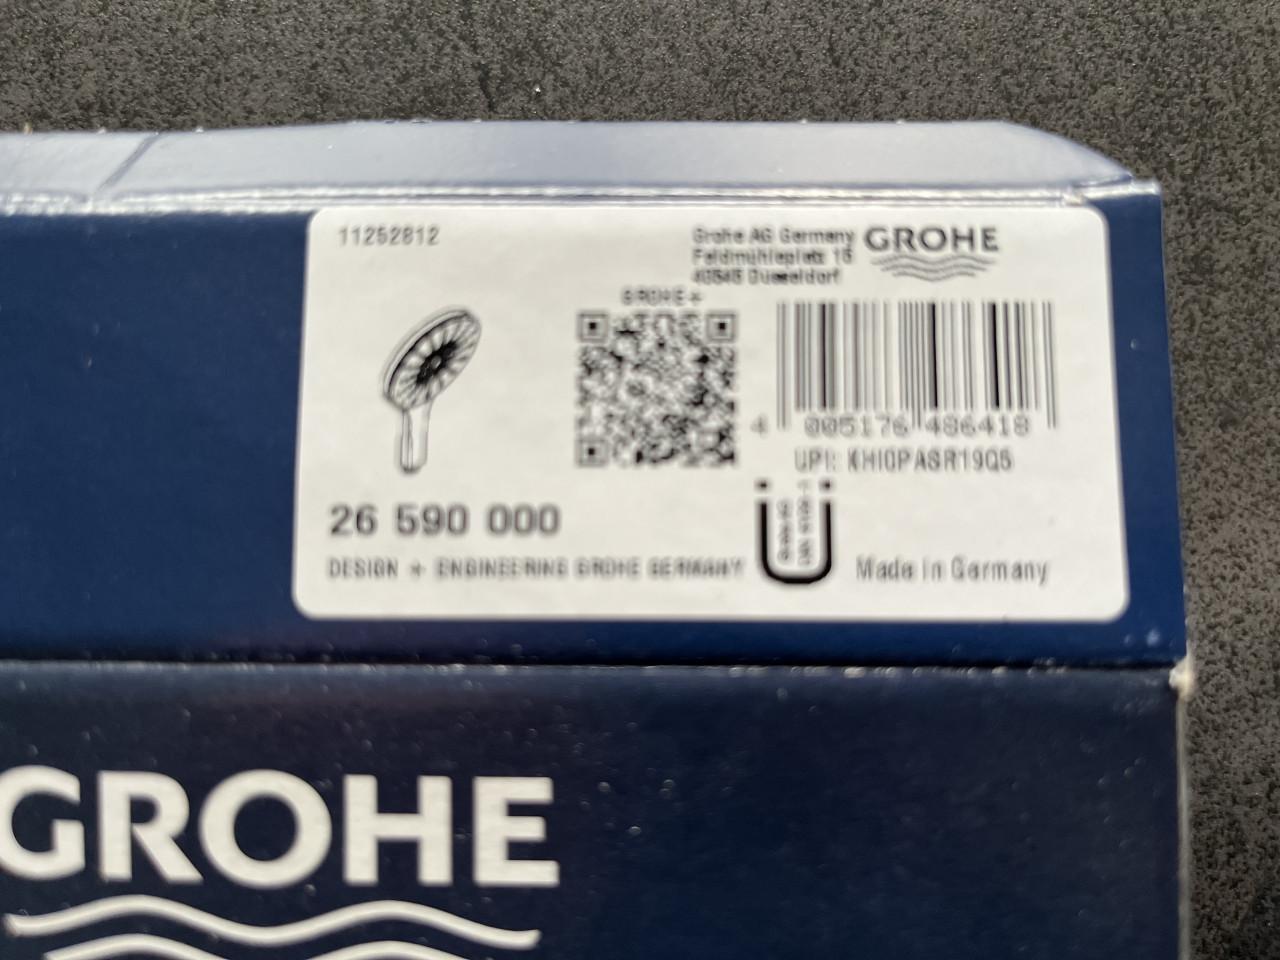 11252812
Grohe AG Germany
Feldmühleplatz 15
40545 Duesseldorf
GROHE
GROHE+
4 005176 486418
UPI: KHI0PASR19Q5
26 590 000
DESIGN + ENGINEERING GROHE GERMANY
Made in Germany
GROHE